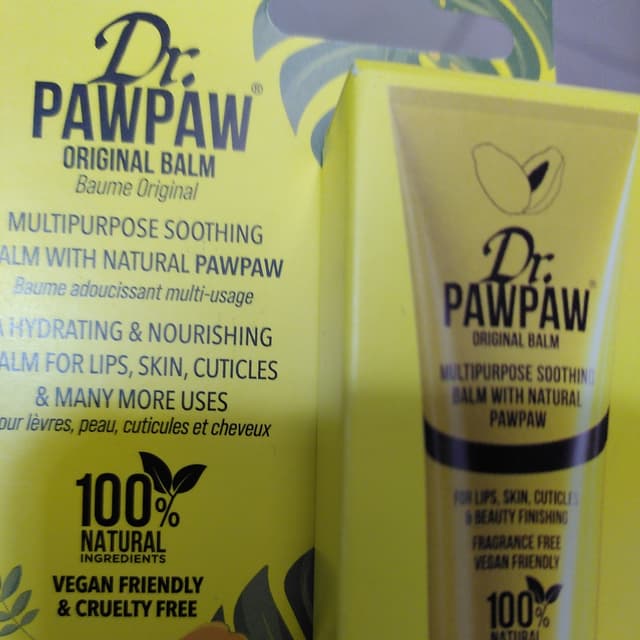 Dr.
PAWPAW®
ORIGINAL BALM
Baume Original
MULTIPURPOSE SOOTHING
ALM WITH NATURAL PAWPAW
Baume adoucissant multi-usage
A HYDRATING & NOURISHING
ALM FOR LIPS, SKIN, CUTICLES
& MANY MORE USES
our lèvres, peau, cuticules et cheveux
100%
NATURAL
INGREDIENTS
VEGAN FRIENDLY
& CRUELTY FREE
Dr.
PAWPAW®
ORIGINAL BALM
MULTIPURPOSE SOOTHING
BALM WITH NATURAL
PAWPAW
FOR LIPS, SKIN, CUTICLES
& BEAUTY FINISHING
FRAGRANCE FREE
VEGAN FRIENDLY
100%
NATURAL